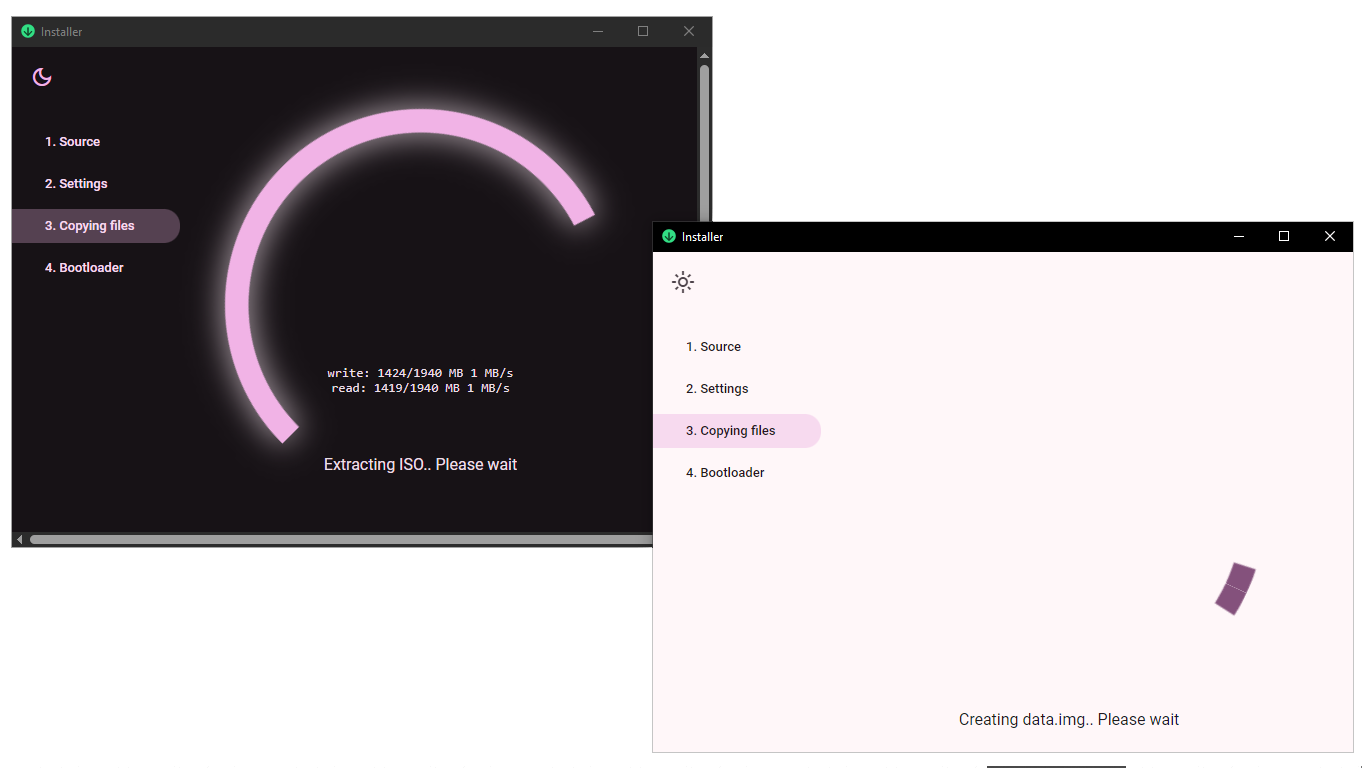 Installer
1. Source
2. Settings
3. Copying files
4. Bootloader
write: 1424/1940 MB 1 MB/s
read: 1419/1940 MB 1 MB/s
Extracting ISO.. Please wait
Installer
1. Source
2. Settings
3. Copying files
4. Bootloader
Creating data.img.. Please wait